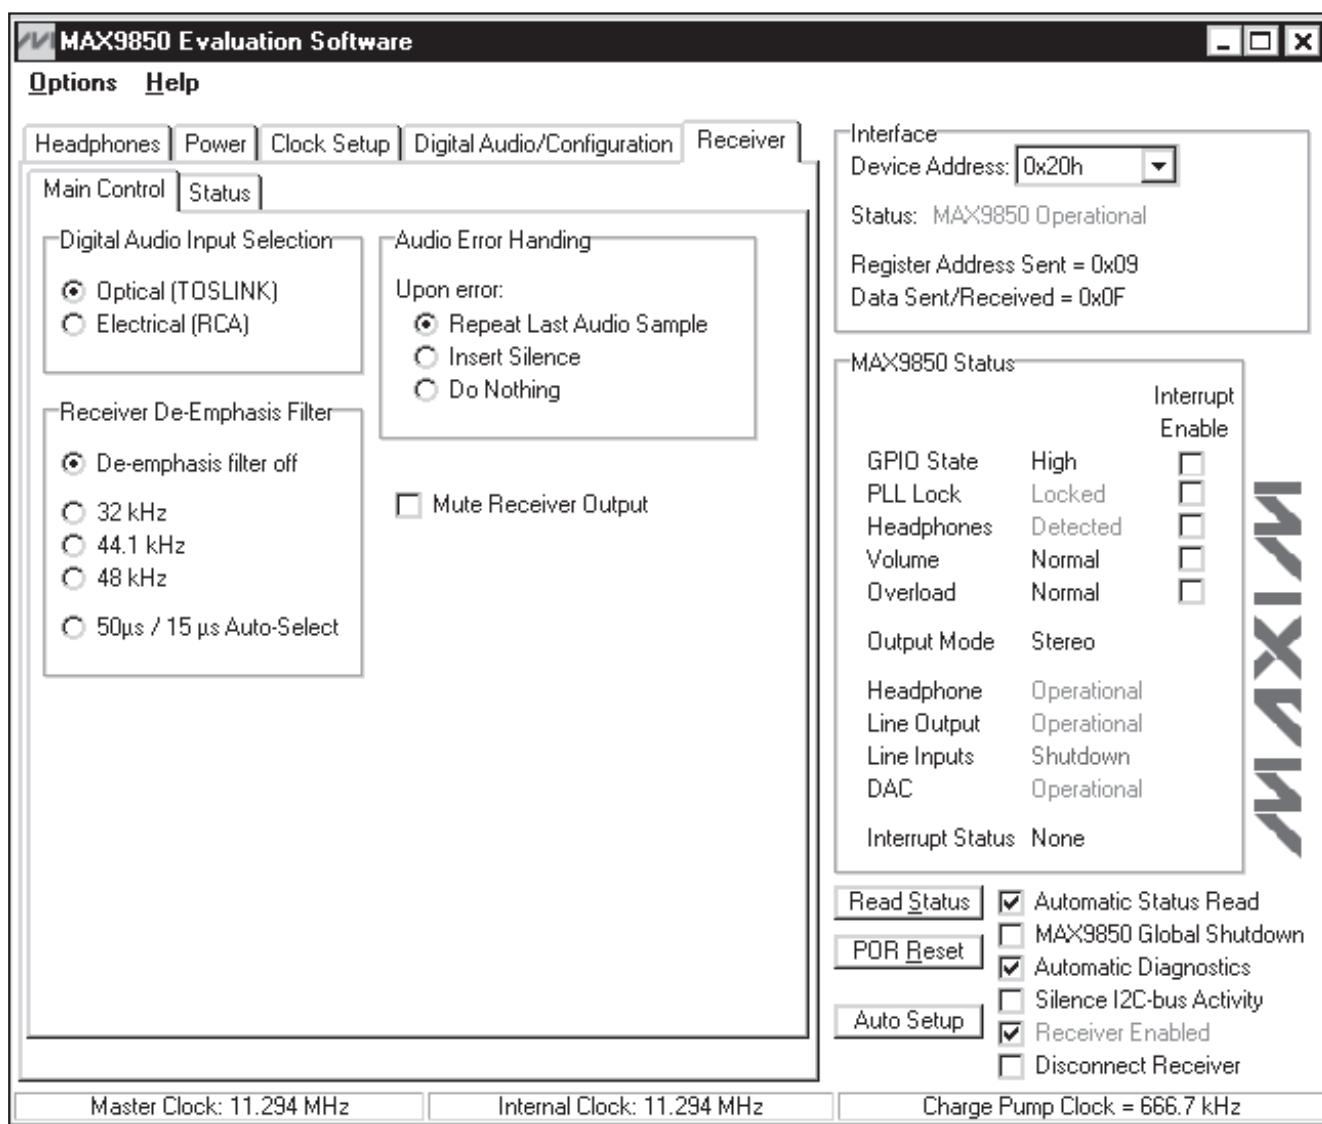 MAX9850 Evaluation Software
Options Help
Headphones Power Clock Setup Digital Audio/Configuration Receiver
Main Control Status
Digital Audio Input Selection
Optical (TOSLINK)
Electrical (RCA)
Receiver De-Emphasis Filter
De-emphasis filter off
32 kHz
44.1 kHz
48 kHz
50µs / 15 µs Auto-Select
Audio Error Handing
Upon error:
Repeat Last Audio Sample
Insert Silence
Do Nothing
Mute Receiver Output
Interface
Device Address: 0x20h
Status: MAX9850 Operational
Register Address Sent = 0x09
Data Sent/Received = 0x0F
MAX9850 Status
Interrupt
Enable
GPIO State High
PLL Lock Locked
Headphones Detected
Volume Normal
Overload Normal
Output Mode Stereo
Headphone Operational
Line Output Operational
Line Inputs Shutdown
DAC Operational
Interrupt Status None
MAXIM
Read Status
POR Reset
Auto Setup
Automatic Status Read
MAX9850 Global Shutdown
Automatic Diagnostics
Silence I2C-bus Activity
Receiver Enabled
Disconnect Receiver
Master Clock: 11.294 MHz Internal Clock: 11.294 MHz Charge Pump Clock = 666.7 kHz